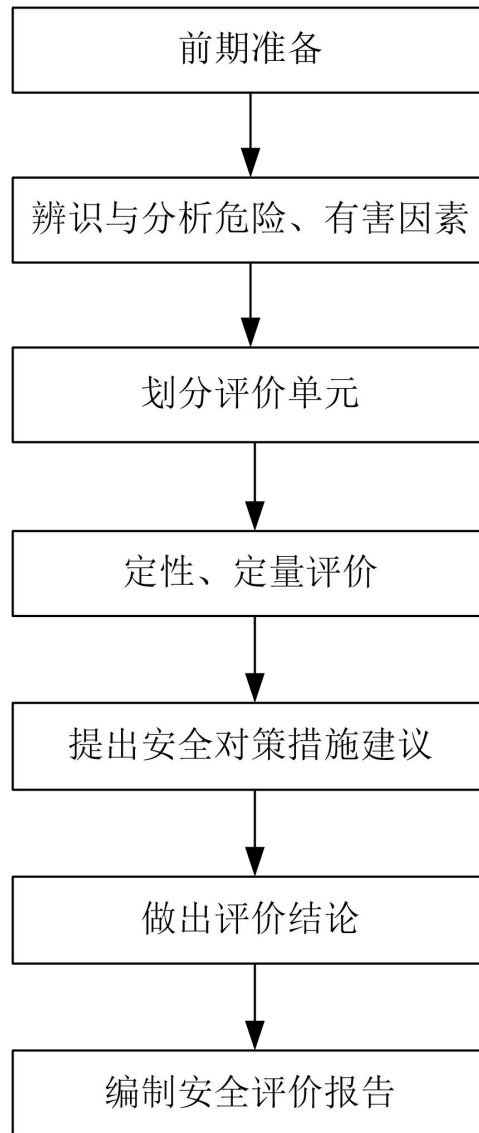 前期准备
辨识与分析危险、有害因素
划分评价单元
定性、定量评价
提出安全对策措施建议
做出评价结论
编制安全评价报告